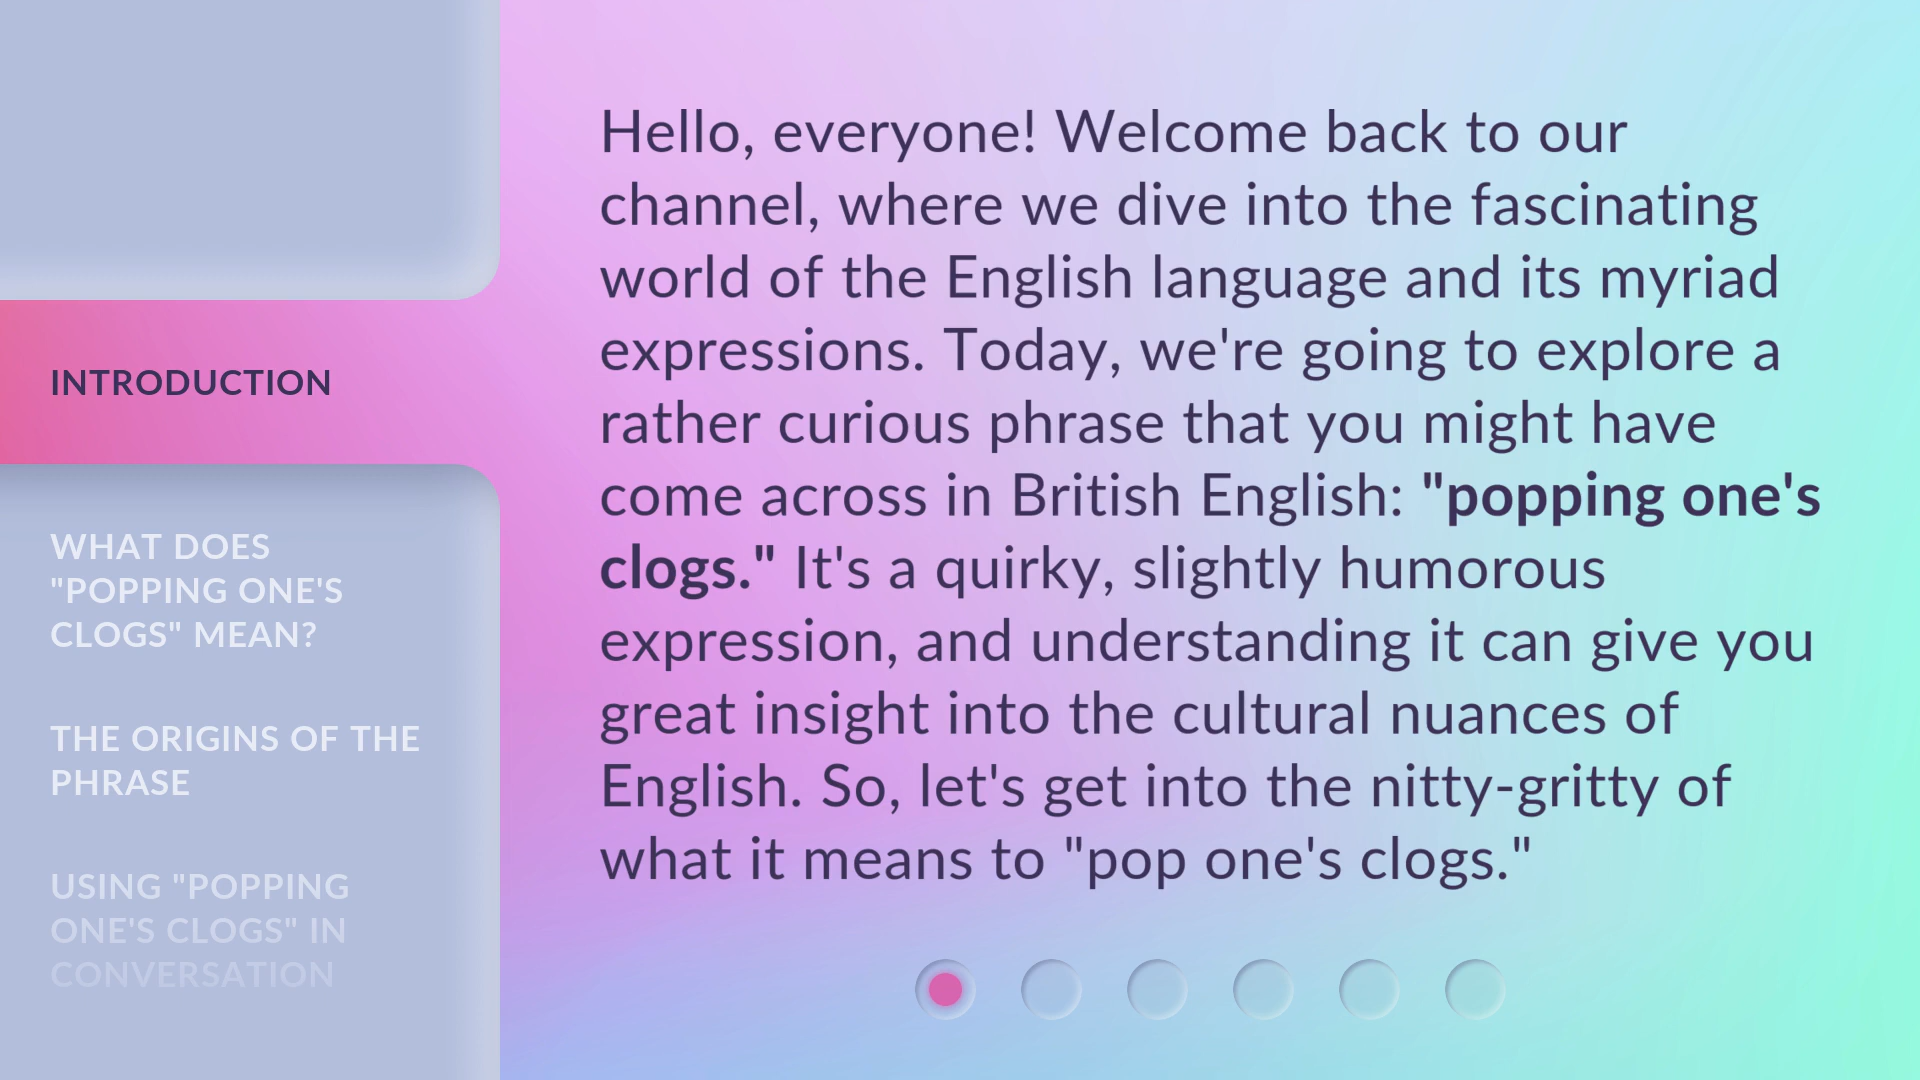 INTRODUCTION
WHAT DOES
"POPPING ONE'S
CLOGS" MEAN?
THE ORIGINS OF THE
PHRASE
USING "POPPING
ONE'S CLOGS" IN
CONVERSATION
Hello, everyone! Welcome back to our
channel, where we dive into the fascinating
world of the English language and its myriad
expressions. Today, we're going to explore a
rather curious phrase that you might have
come across in British English: "popping one's
clogs." It's a quirky, slightly humorous
expression, and understanding it can give you
great insight into the cultural nuances of
English. So, let's get into the nitty-gritty of
what it means to "pop one's clogs."